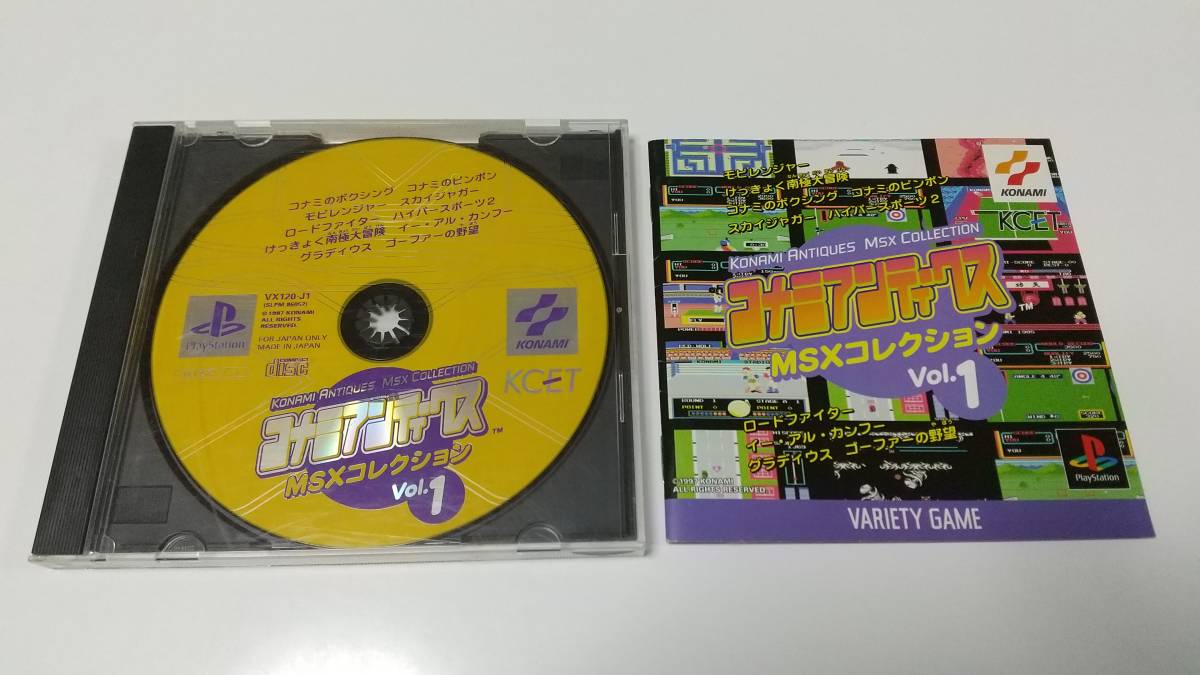 コナミのボクシング コナミのピンポン
モピレンジャー スカイジャガー
ロードファイター ハイパースポーツ2
けっきょく南極大冒険 イー・アル・カンフー
グラディウス ゴーファーの野望
VX120-J1
(SLPM 86052)
©1997 KONAMI
ALL RIGHTS
RESERVED.
FOR JAPAN ONLY
MADE IN JAPAN
PlayStation
DISC
KONAMI
KCET
KONAMI ANTIQUES MSX COLLECTION
コナミアンティークス
TM
MSXコレクション
Vol.1
モピレンジャー
けっきょく南極大冒険
コナミのボクシング コナミのピンポン
スカイジャガー ハイパースポーツ2
KONAMI
KCET
KONAMI ANTIQUES MSX COLLECTION
コナミアンティークス
TM
MSXコレクション
Vol.1
ロードファイター
イー・アル・カンフー
グラディウス ゴーファーの野望
©1997 KONAMI
ALL RIGHTS RESERVED.
PlayStation
VARIETY GAME